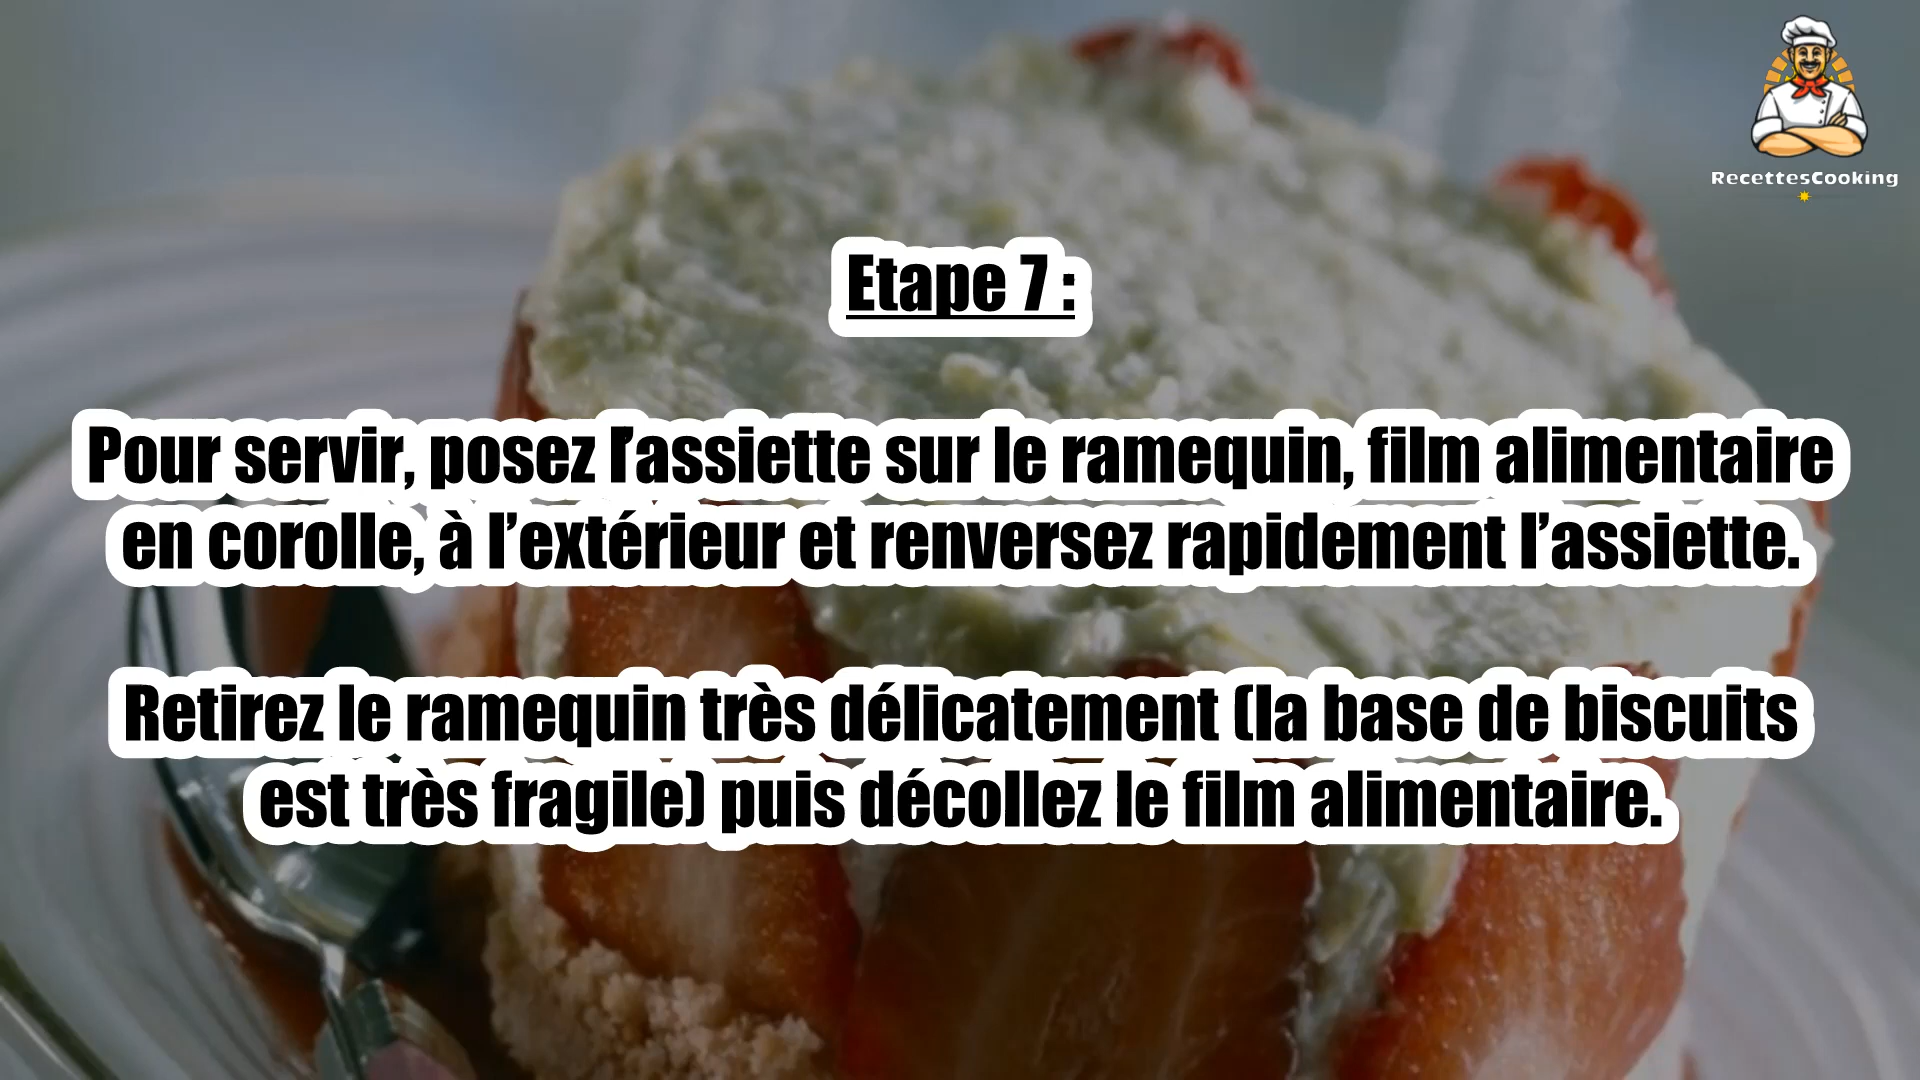 RecettesCooking
Etape 7 :
Pour servir, posez l’assiette sur le ramequin, film alimentaire
en corolle, à l’extérieur et renversez rapidement l’assiette.
Retirez le ramequin très délicatement (la base de biscuits
est très fragile) puis décollez le film alimentaire.